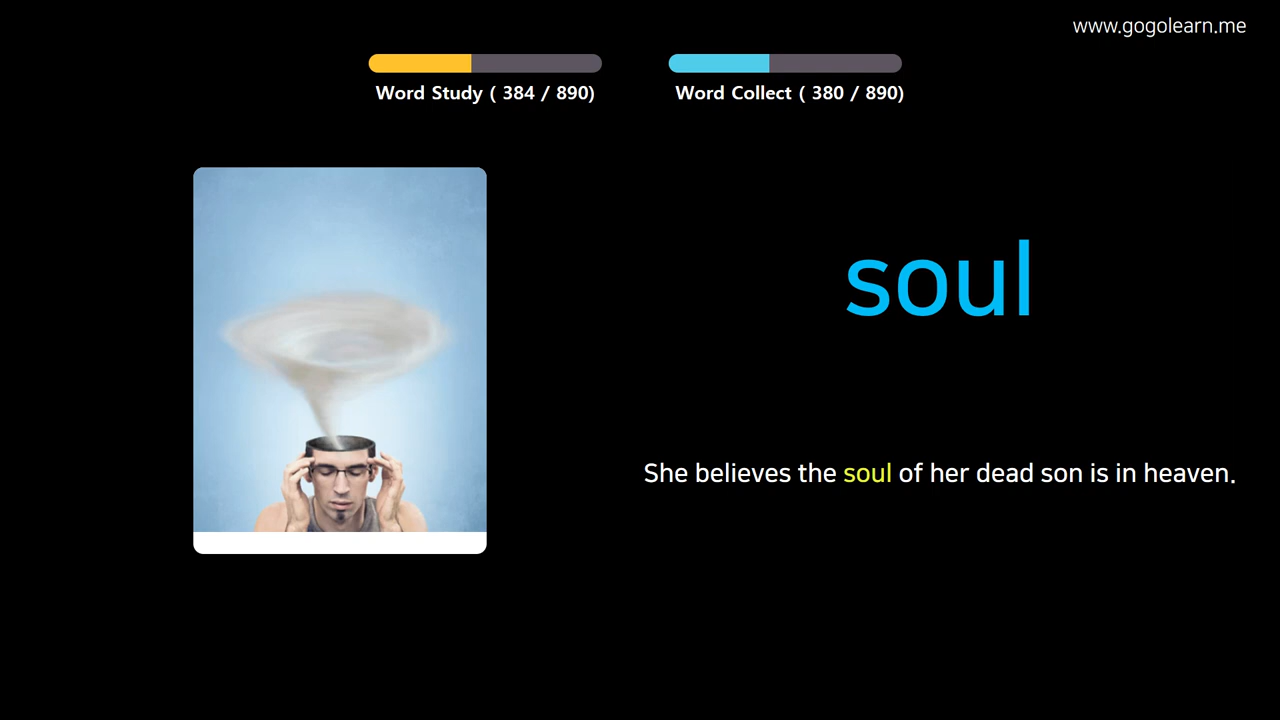 www.gogolearn.me
Word Study ( 384 / 890)
Word Collect ( 380 / 890)
soul
She believes the soul of her dead son is in heaven.